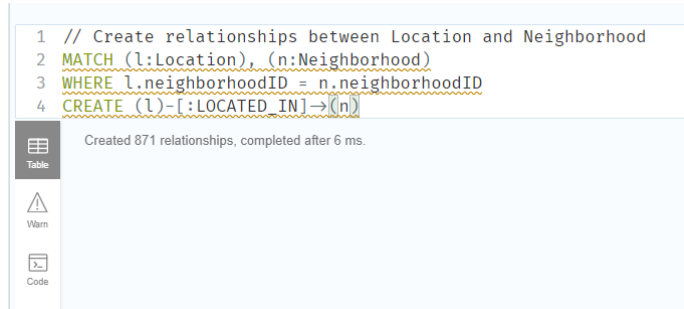 1 // Create relationships between Location and Neighborhood
2 MATCH (l:Location), (n:Neighborhood)
3 WHERE l.neighborhoodID = n.neighborhoodID
4 CREATE (l)-[:LOCATED_IN]→(n)
Created 871 relationships, completed after 6 ms.
Table
Warn
Code